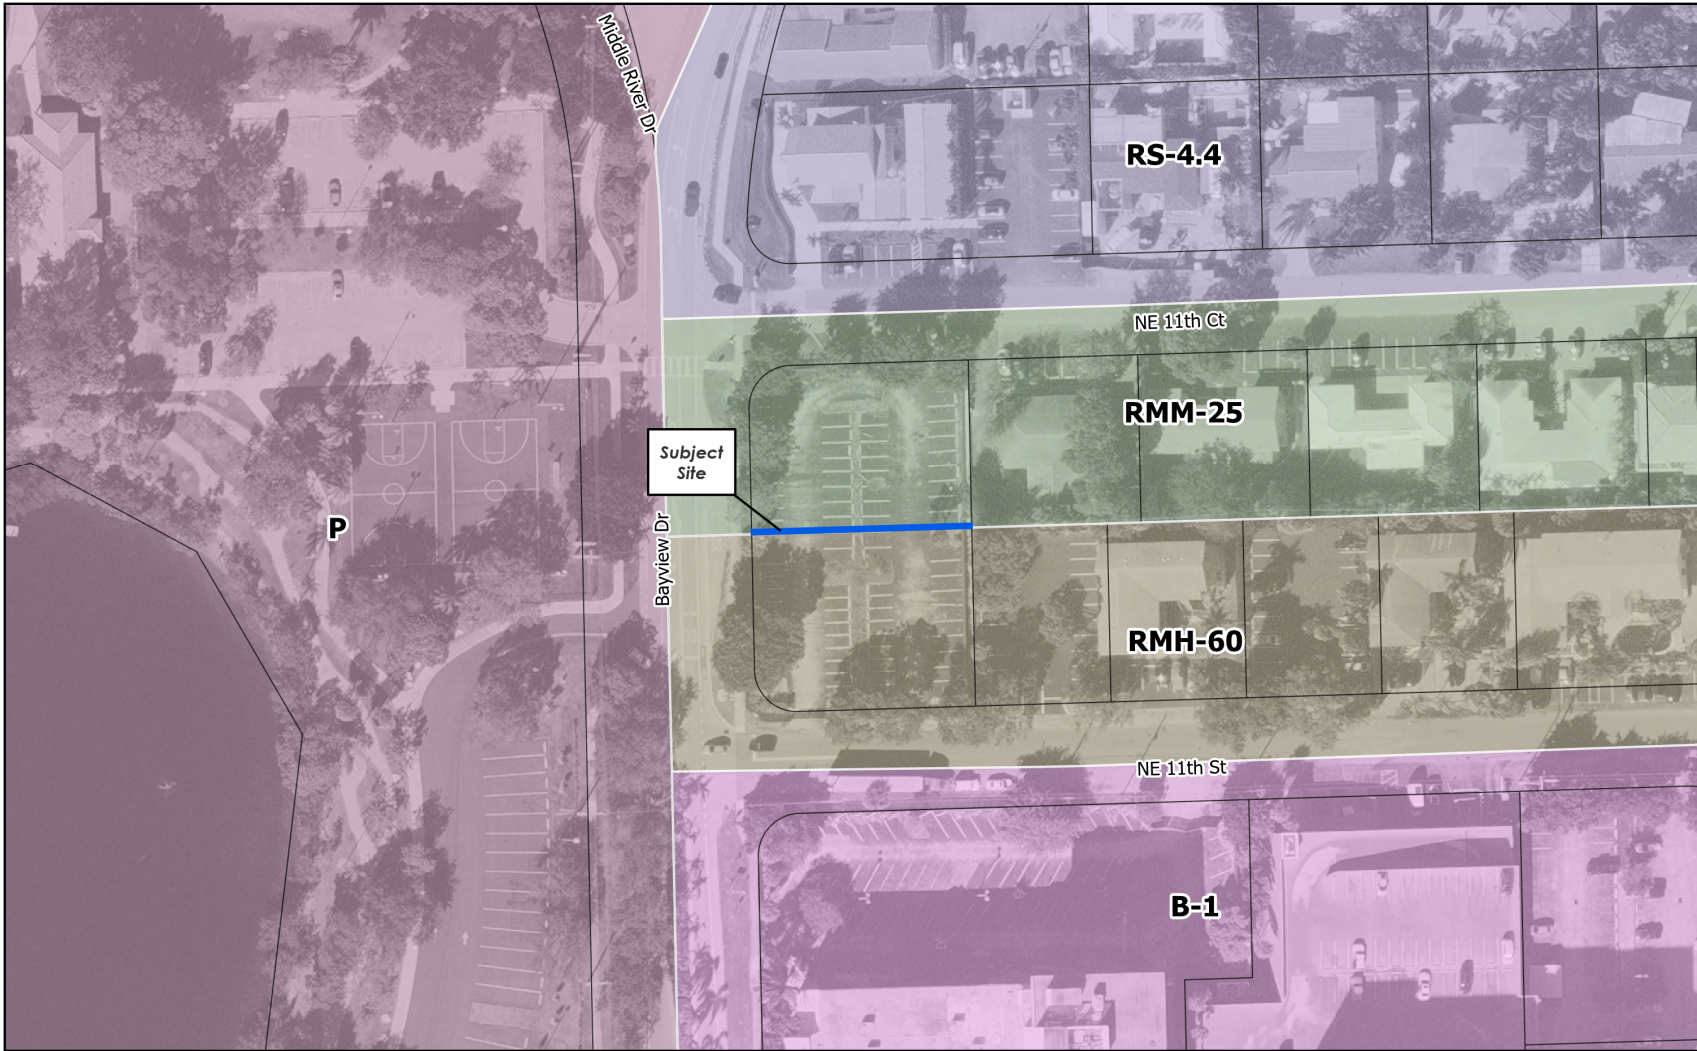 Middle River Dr
RS-4.4
NE 11th Ct
RMM-25
Subject
Site
P
Bayview Dr
RMH-60
NE 11th St
B-1